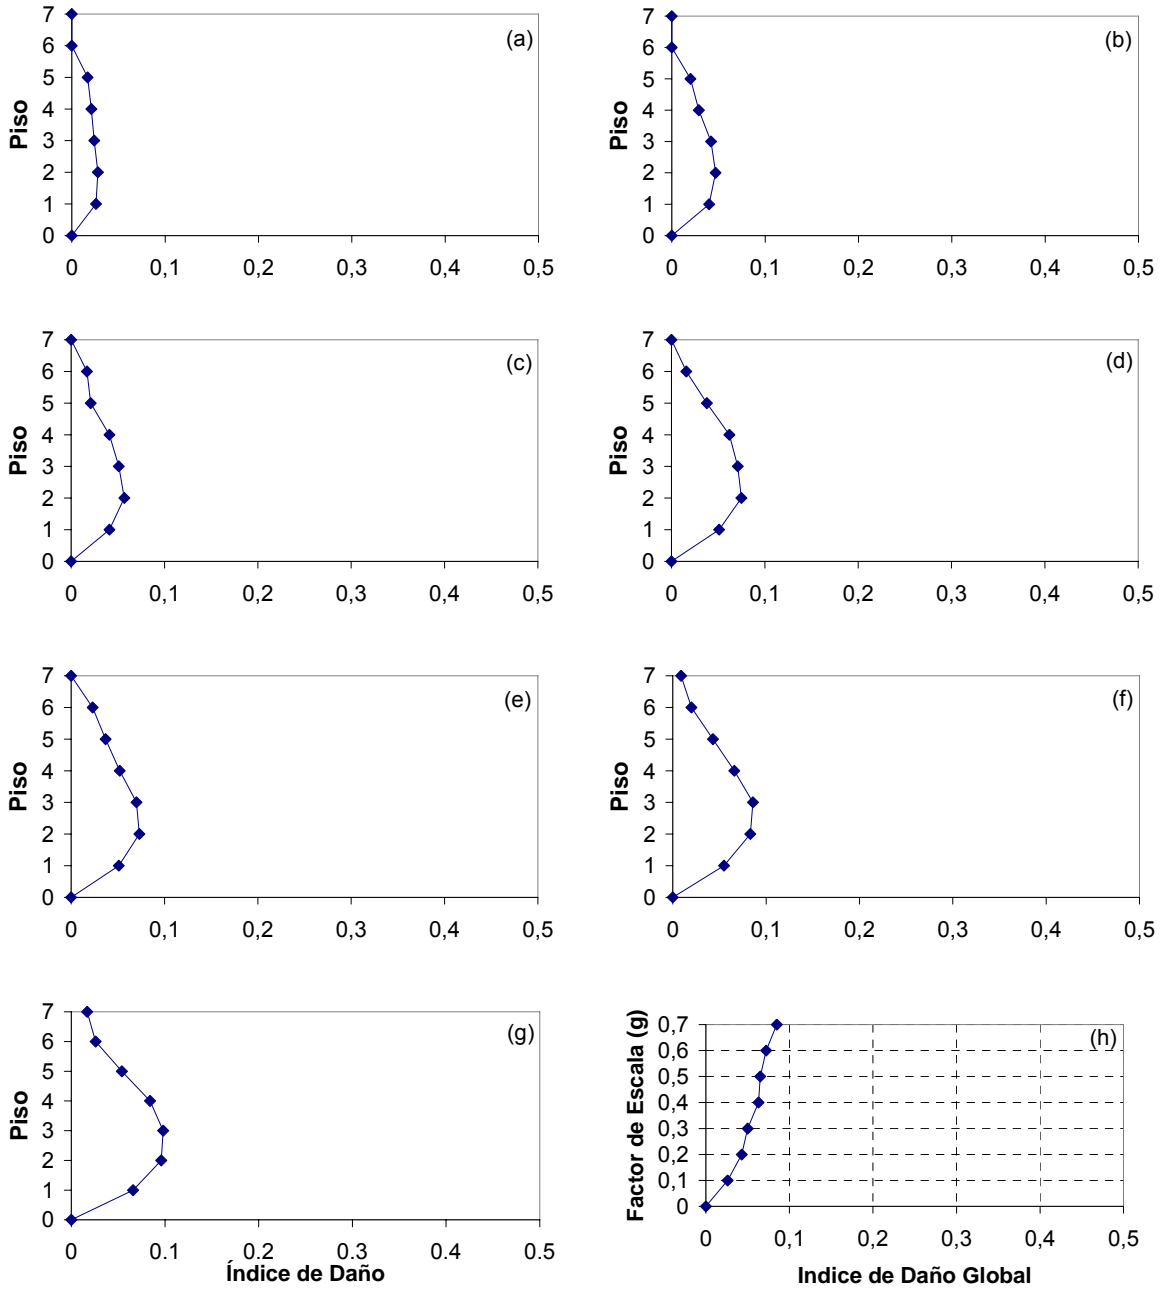 (a)
Piso
7
6
5
4
3
2
1
0
0 0,1 0,2 0,3 0,4 0,5
(b)
Piso
7
6
5
4
3
2
1
0
0 0,1 0,2 0,3 0,4 0,5
(c)
Piso
7
6
5
4
3
2
1
0
0 0,1 0,2 0,3 0,4 0,5
(d)
Piso
7
6
5
4
3
2
1
0
0 0,1 0,2 0,3 0,4 0,5
(e)
Piso
7
6
5
4
3
2
1
0
0 0,1 0,2 0,3 0,4 0,5
(f)
Piso
7
6
5
4
3
2
1
0
0 0,1 0,2 0,3 0,4 0,5
(g)
Piso
7
6
5
4
3
2
1
0
0 0.1 0.2 0.3 0.4 0.5
Índice de Daño
(h)
Factor de Escala (g)
0,7
0,6
0,5
0,4
0,3
0,2
0,1
0
0 0,1 0,2 0,3 0,4 0,5
Indice de Daño Global